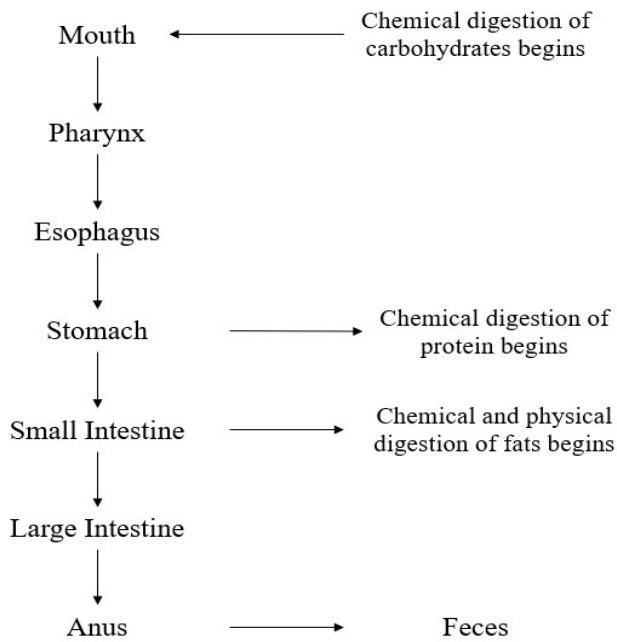 Mouth
Chemical digestion of
carbohydrates begins
Pharynx
Esophagus
Stomach
Chemical digestion of
protein begins
Small Intestine
Chemical and physical
digestion of fats begins
Large Intestine
Anus
Feces